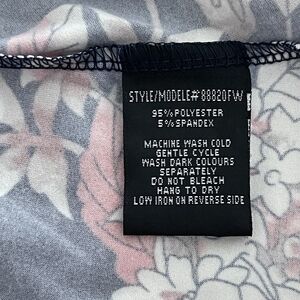 STYLE/MODELE# 88820FW
95% POLYESTER
5% SPANDEX
MACHINE WASH COLD
GENTLE CYCLE
WASH DARK COLOURS
SEPARATELY
DO NOT BLEACH
HANG TO DRY
LOW IRON ON REVERSE SIDE